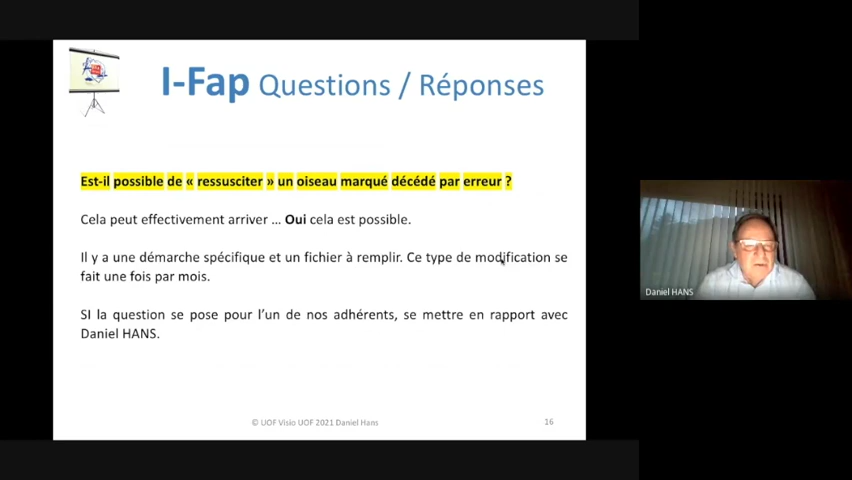 I-Fap Questions / Réponses
Est-il possible de « ressusciter » un oiseau marqué décédé par erreur ?
Cela peut effectivement arriver … Oui cela est possible.
Il y a une démarche spécifique et un fichier à remplir. Ce type de modification se
fait une fois par mois.
SI la question se pose pour l’un de nos adhérents, se mettre en rapport avec
Daniel HANS.
© UOF Visio UOF 2021 Daniel Hans
16
Daniel HANS